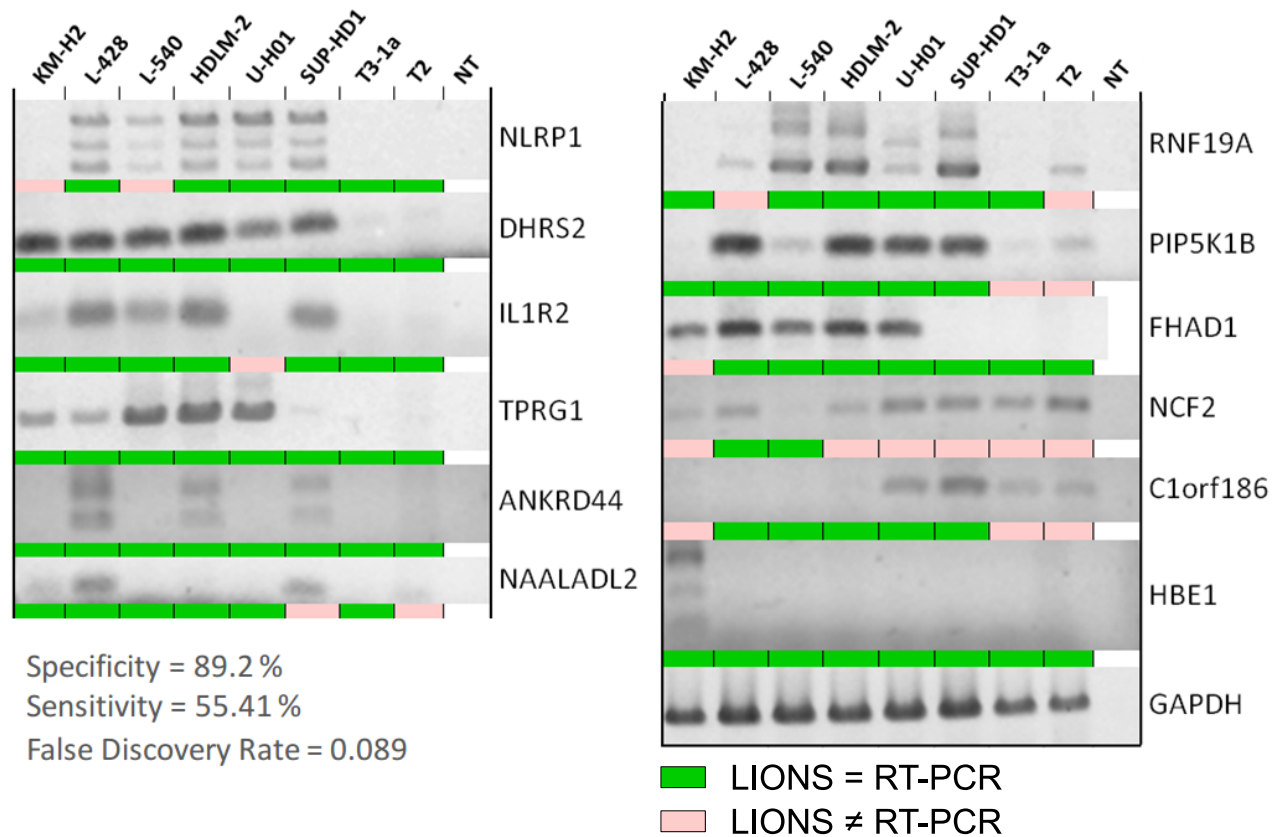 KM-H2 L-428 L-540 HDLM-2 U-H01 SUP-HD1 T3-1a T2 NT
NLRP1
DHRS2
IL1R2
TPRG1
ANKRD44
NAALADL2
Specificity = 89.2 %
Sensitivity = 55.41 %
False Discovery Rate = 0.089
KM-H2 L-428 L-540 HDLM-2 U-H01 SUP-HD1 T3-1a T2 NT
RNF19A
PIP5K1B
FHAD1
NCF2
C1orf186
HBE1
GAPDH
LIONS = RT-PCR
LIONS ≠ RT-PCR